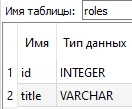 Имя таблицы: roles
Имя Тип данных
1 id INTEGER
2 title VARCHAR